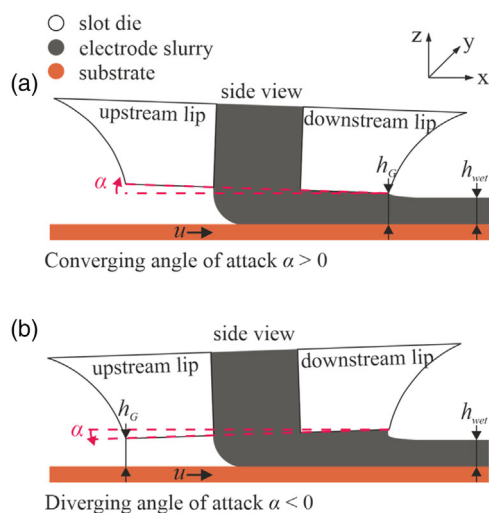 slot die
electrode slurry
substrate
z
y
x
(a)
side view
upstream lip
downstream lip
α
h_G
h_wet
u
Converging angle of attack α > 0
(b)
side view
upstream lip
downstream lip
h_G
α
h_wet
u
Diverging angle of attack α < 0